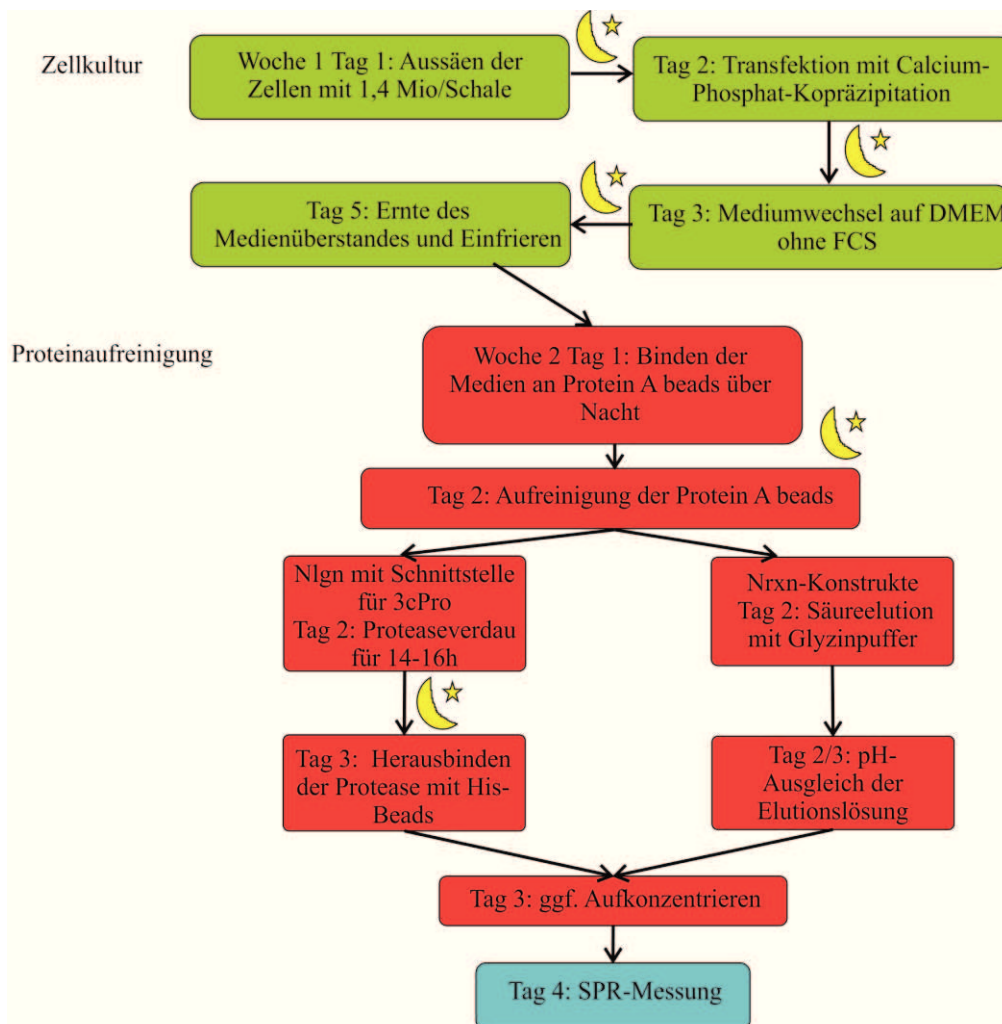 Zellkultur
Woche 1 Tag 1: Aussäen der
Zellen mit 1,4 Mio/Schale
Tag 2: Transfektion mit Calcium-
Phosphat-Kopräzipitation
Tag 5: Ernte des
Medienüberstandes und Einfrieren
Tag 3: Mediumwechsel auf DMEM
ohne FCS
Proteinaufreinigung
Woche 2 Tag 1: Binden der
Medien an Protein A beads über
Nacht
Tag 2: Aufreinigung der Protein A beads
Nlgn mit Schnittstelle
für 3cPro
Tag 2: Proteaseverdau
für 14-16h
Nrxn-Konstrukte
Tag 2: Säureelution
mit Glyzinpuffer
Tag 3: Herausbinden
der Protease mit His-
Beads
Tag 2/3: pH-
Ausgleich der
Elutionslösung
Tag 3: ggf. Aufkonzentrieren
Tag 4: SPR-Messung